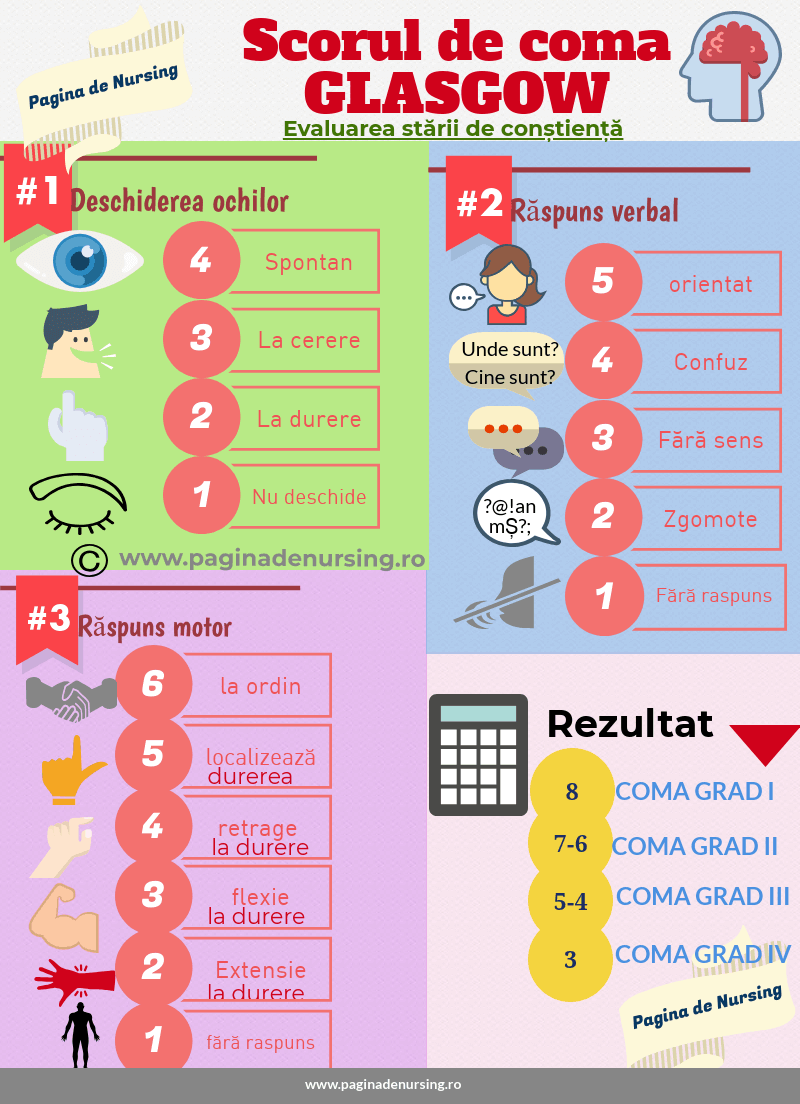 Pagina de Nursing
Scorul de coma
GLASGOW
Evaluarea stării de conștiență
#1
Deschiderea ochilor
4
Spontan
3
La cerere
2
La durere
1
Nu deschide
© www.paginadenursing.ro
#2
Răspuns verbal
5
orientat
Unde sunt?
Cine sunt?
4
Confuz
3
Fără sens
?@!an
mȘ?;
2
Zgomote
1
Fără raspuns
#3
Răspuns motor
6
la ordin
5
localizează
durerea
4
retrage
la durere
3
flexie
la durere
2
Extensie
la durere
1
fără raspuns
Rezultat
8
COMA GRAD I
7-6
COMA GRAD II
5-4
COMA GRAD III
3
COMA GRAD IV
Pagina de Nursing
www.paginadenursing.ro